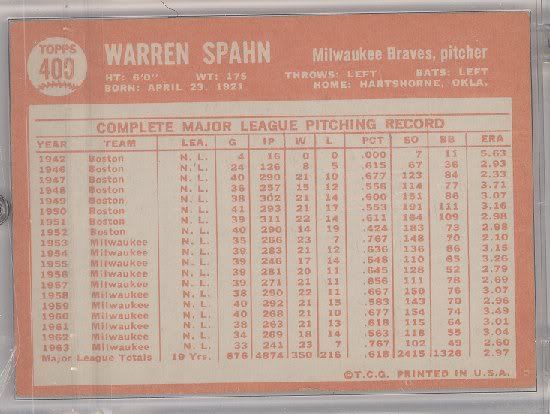 TOPPS
400
WARREN SPAHN
Milwaukee Braves, pitcher
HT: 6'0" WT: 175 THROWS: LEFT BATS: LEFT
BORN: APRIL 23, 1921 HOME: HARTSHORNE, OKLA.
COMPLETE MAJOR LEAGUE PITCHING RECORD
YEAR TEAM LEA. G IP W L PCT SO BB ERA
1942 Boston N. L. 4 16 0 0 .000 7 11 5.63
1946 Boston N. L. 24 126 8 5 .615 67 36 2.93
1947 Boston N. L. 40 290 21 10 .677 123 84 2.33
1948 Boston N. L. 36 257 15 12 .556 114 77 3.71
1949 Boston N. L. 38 302 21 14 .600 151 86 3.07
1950 Boston N. L. 41 293 21 17 .553 191 111 3.16
1951 Boston N. L. 39 311 22 14 .611 164 109 2.98
1952 Boston N. L. 40 290 14 19 .424 183 73 2.98
1953 Milwaukee N. L. 35 266 23 7 .767 148 70 2.10
1954 Milwaukee N. L. 39 283 21 12 .636 136 86 3.15
1955 Milwaukee N. L. 39 246 17 14 .548 110 65 3.26
1956 Milwaukee N. L. 39 281 20 11 .645 128 52 2.79
1957 Milwaukee N. L. 39 271 21 11 .656 111 78 2.69
1958 Milwaukee N. L. 38 290 22 11 .667 150 76 3.07
1959 Milwaukee N. L. 40 292 21 15 .583 143 70 2.96
1960 Milwaukee N. L. 40 268 21 10 .677 154 74 3.49
1961 Milwaukee N. L. 38 263 21 13 .618 115 64 3.01
1962 Milwaukee N. L. 34 269 18 14 .563 118 55 3.04
1963 Milwaukee N. L. 33 241 23 7 .767 102 49 2.60
Major League Totals 19 Yrs. 676 4874 350 216 .618 2415 1326 2.97
©T.C.G. PRINTED IN U.S.A.